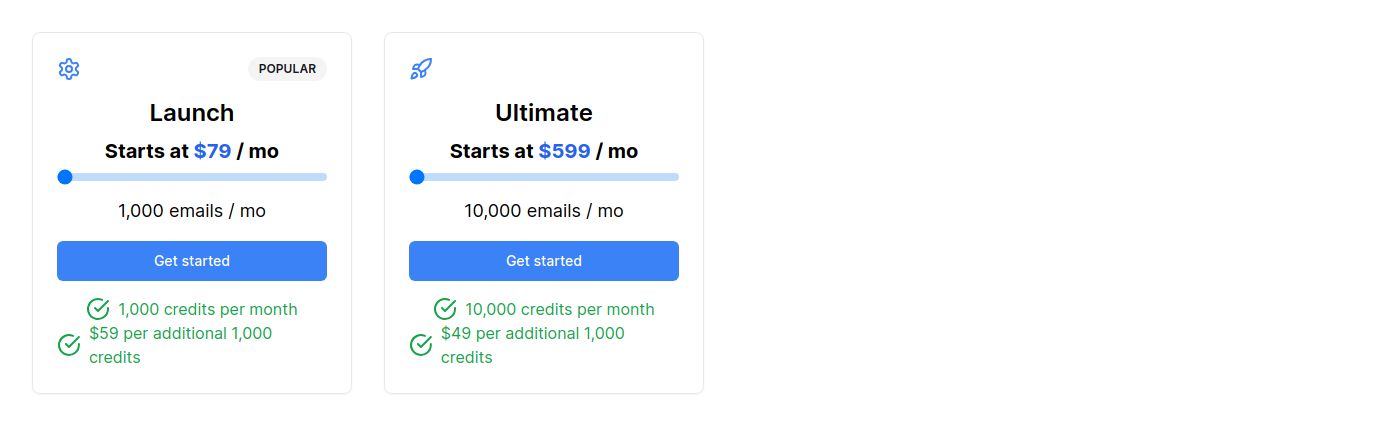 POPULAR
Launch
Starts at $79 / mo
1,000 emails / mo
Get started
1,000 credits per month
$59 per additional 1,000
credits
Ultimate
Starts at $599 / mo
10,000 emails / mo
Get started
10,000 credits per month
$49 per additional 1,000
credits